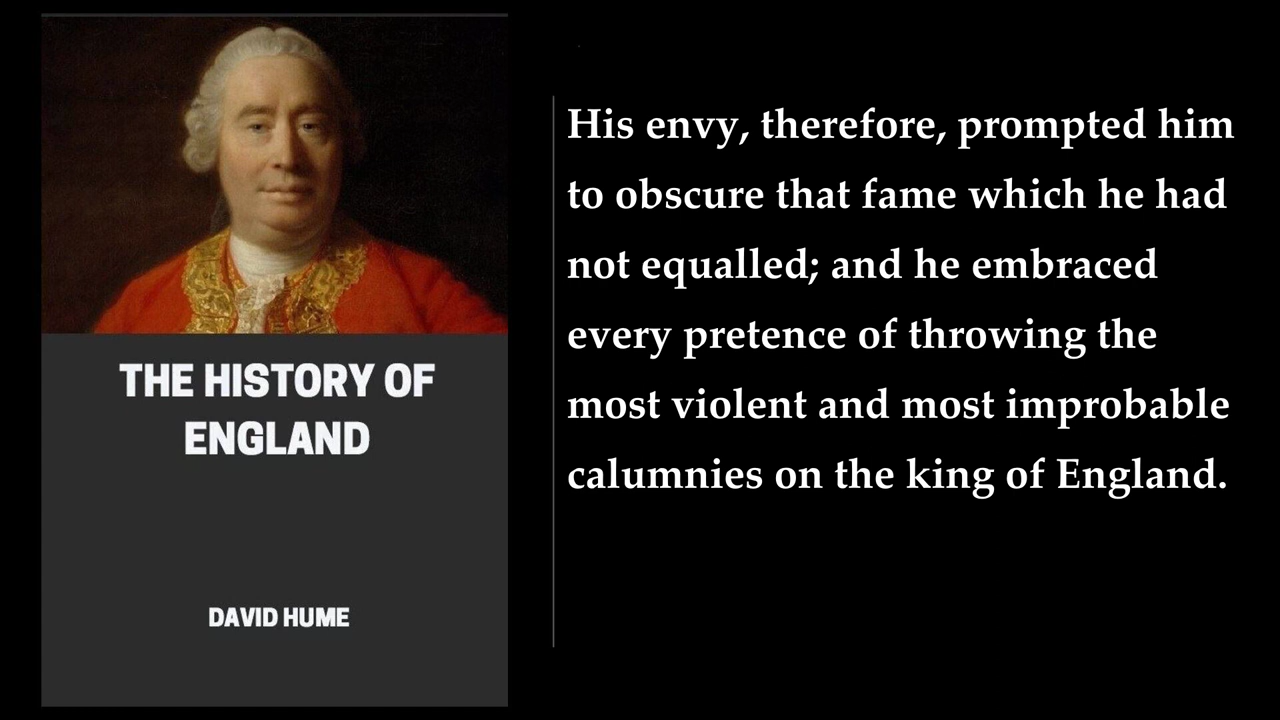 THE HISTORY OF
ENGLAND
DAVID HUME
His envy, therefore, prompted him
to obscure that fame which he had
not equalled; and he embraced
every pretence of throwing the
most violent and most improbable
calumnies on the king of England.